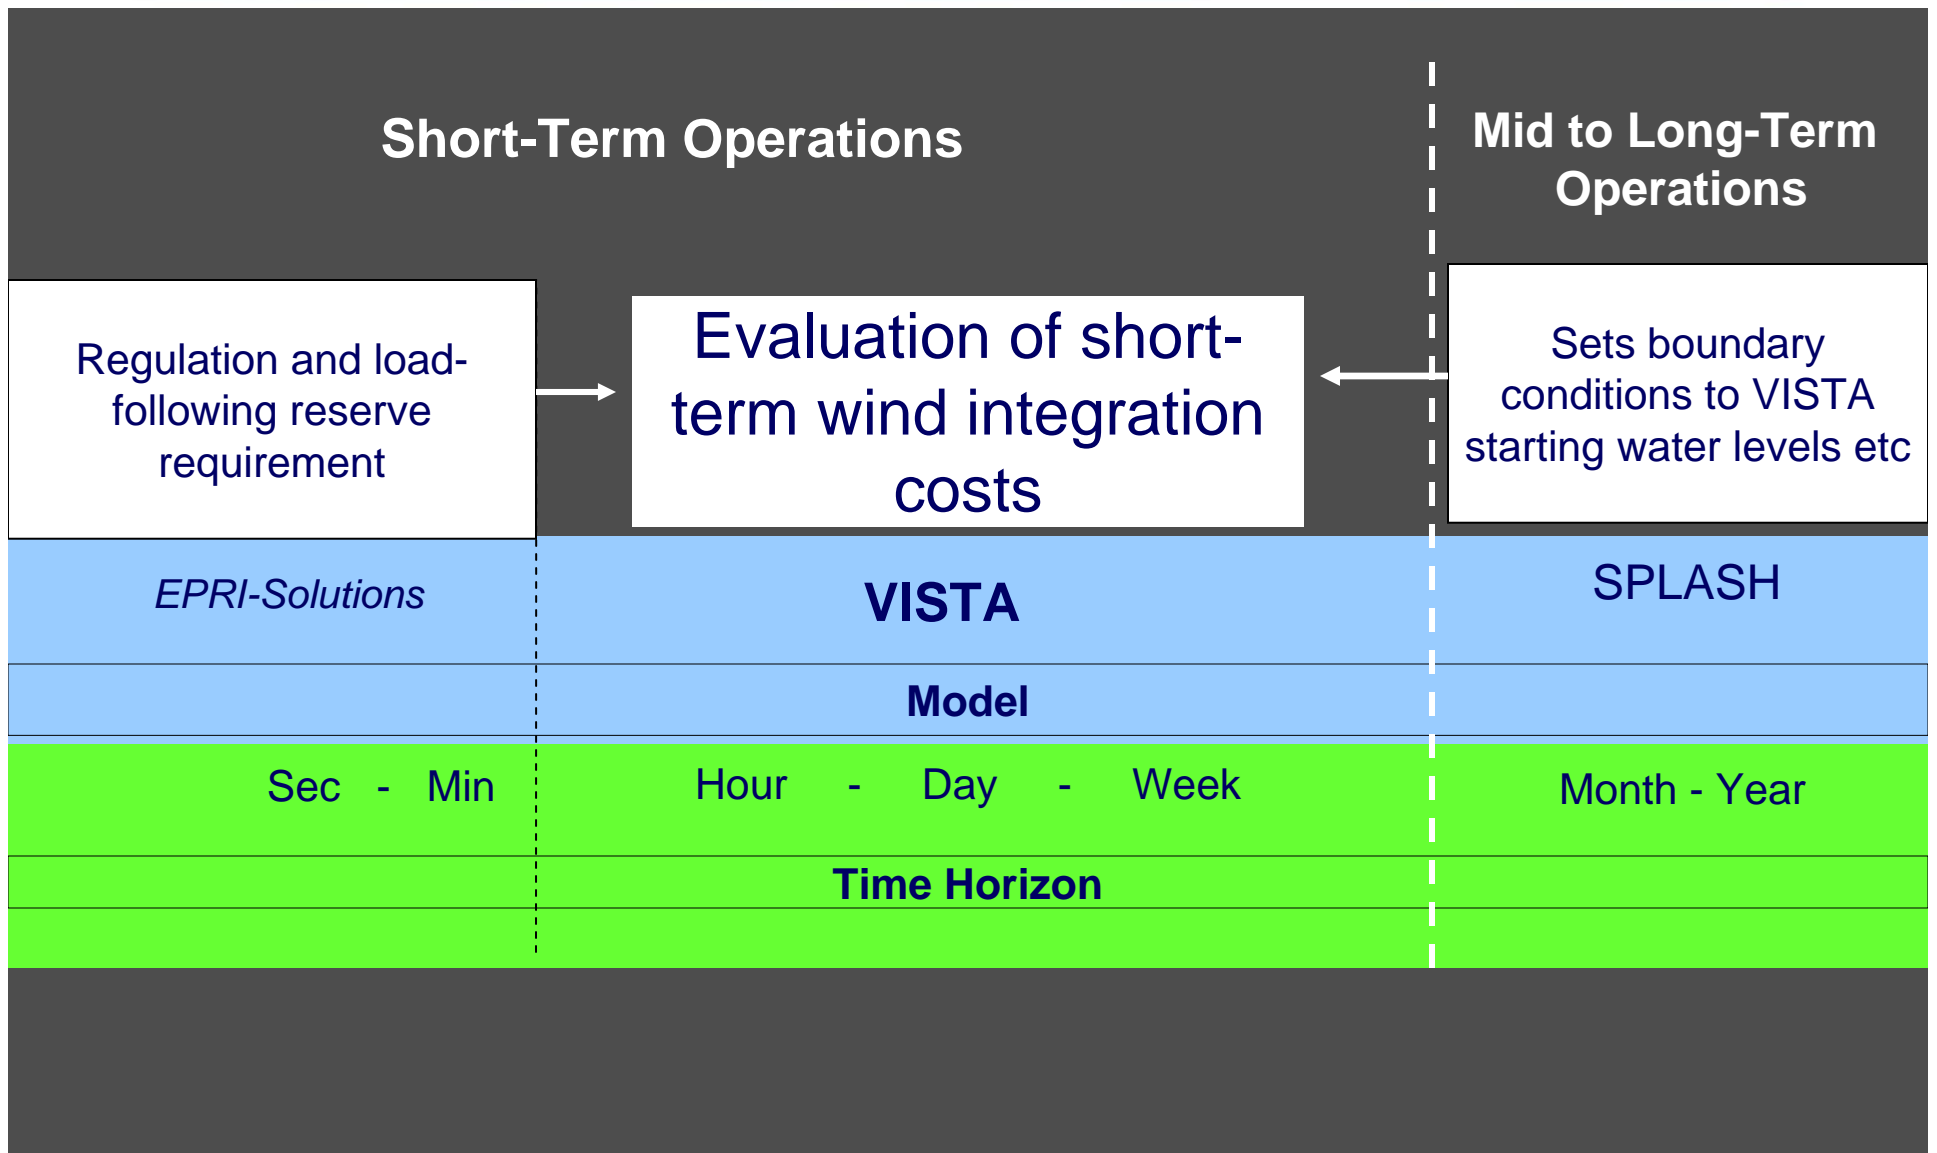 Short-Term Operations
Mid to Long-Term
Operations
Regulation and load-
following reserve
requirement
Evaluation of short-
term wind integration
costs
Sets boundary
conditions to VISTA
starting water levels etc
EPRI-Solutions
VISTA
SPLASH
Model
Sec - Min
Hour - Day - Week
Month - Year
Time Horizon